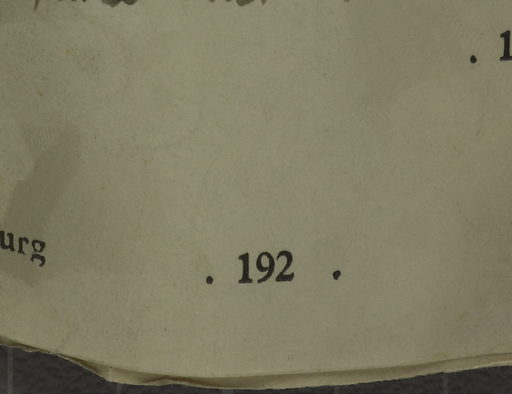 . 1
urg
. 192 .